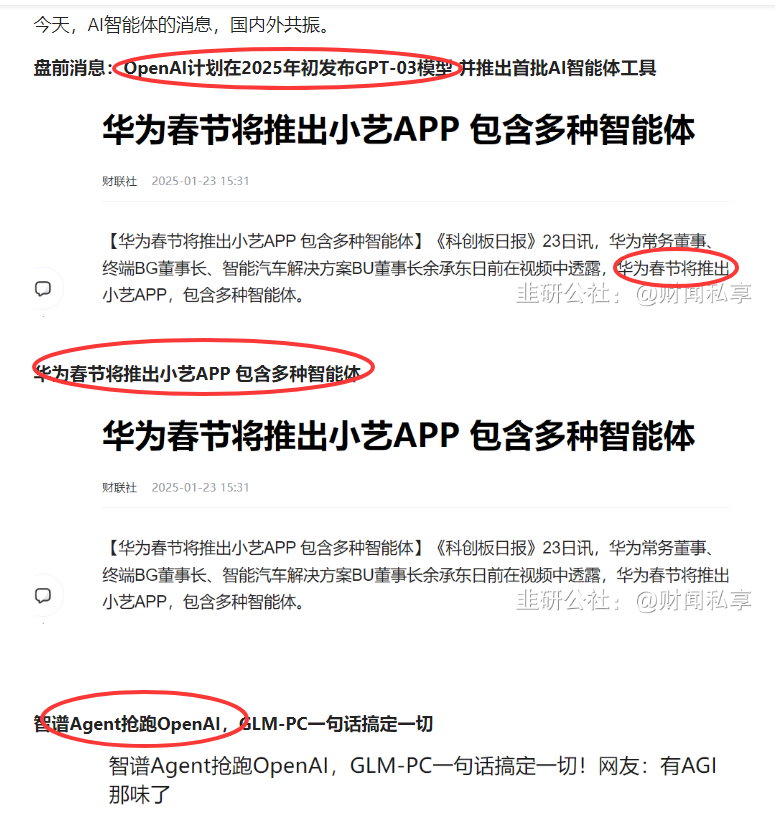 今天，AI智能体的消息，国内外共振。
盘前消息：OpenAI计划在2025年初发布GPT-03模型 并推出首批AI智能体工具
华为春节将推出小艺APP 包含多种智能体
财联社 2025-01-23 15:31
【华为春节将推出小艺APP 包含多种智能体】《科创板日报》23日讯，华为常务董事、
终端BG董事长、智能汽车解决方案BU董事长余承东日前在视频中透露，华为春节将推出
小艺APP，包含多种智能体。
韭研公社：@财闻私享
华为春节将推出小艺APP 包含多种智能体
华为春节将推出小艺APP 包含多种智能体
财联社 2025-01-23 15:31
【华为春节将推出小艺APP 包含多种智能体】《科创板日报》23日讯，华为常务董事、
终端BG董事长、智能汽车解决方案BU董事长余承东日前在视频中透露，华为春节将推出
小艺APP，包含多种智能体。
韭研公社：@财闻私享
智谱Agent抢跑OpenAI，GLM-PC一句话搞定一切
智谱Agent抢跑OpenAI，GLM-PC一句话搞定一切！网友：有AGI
那味了